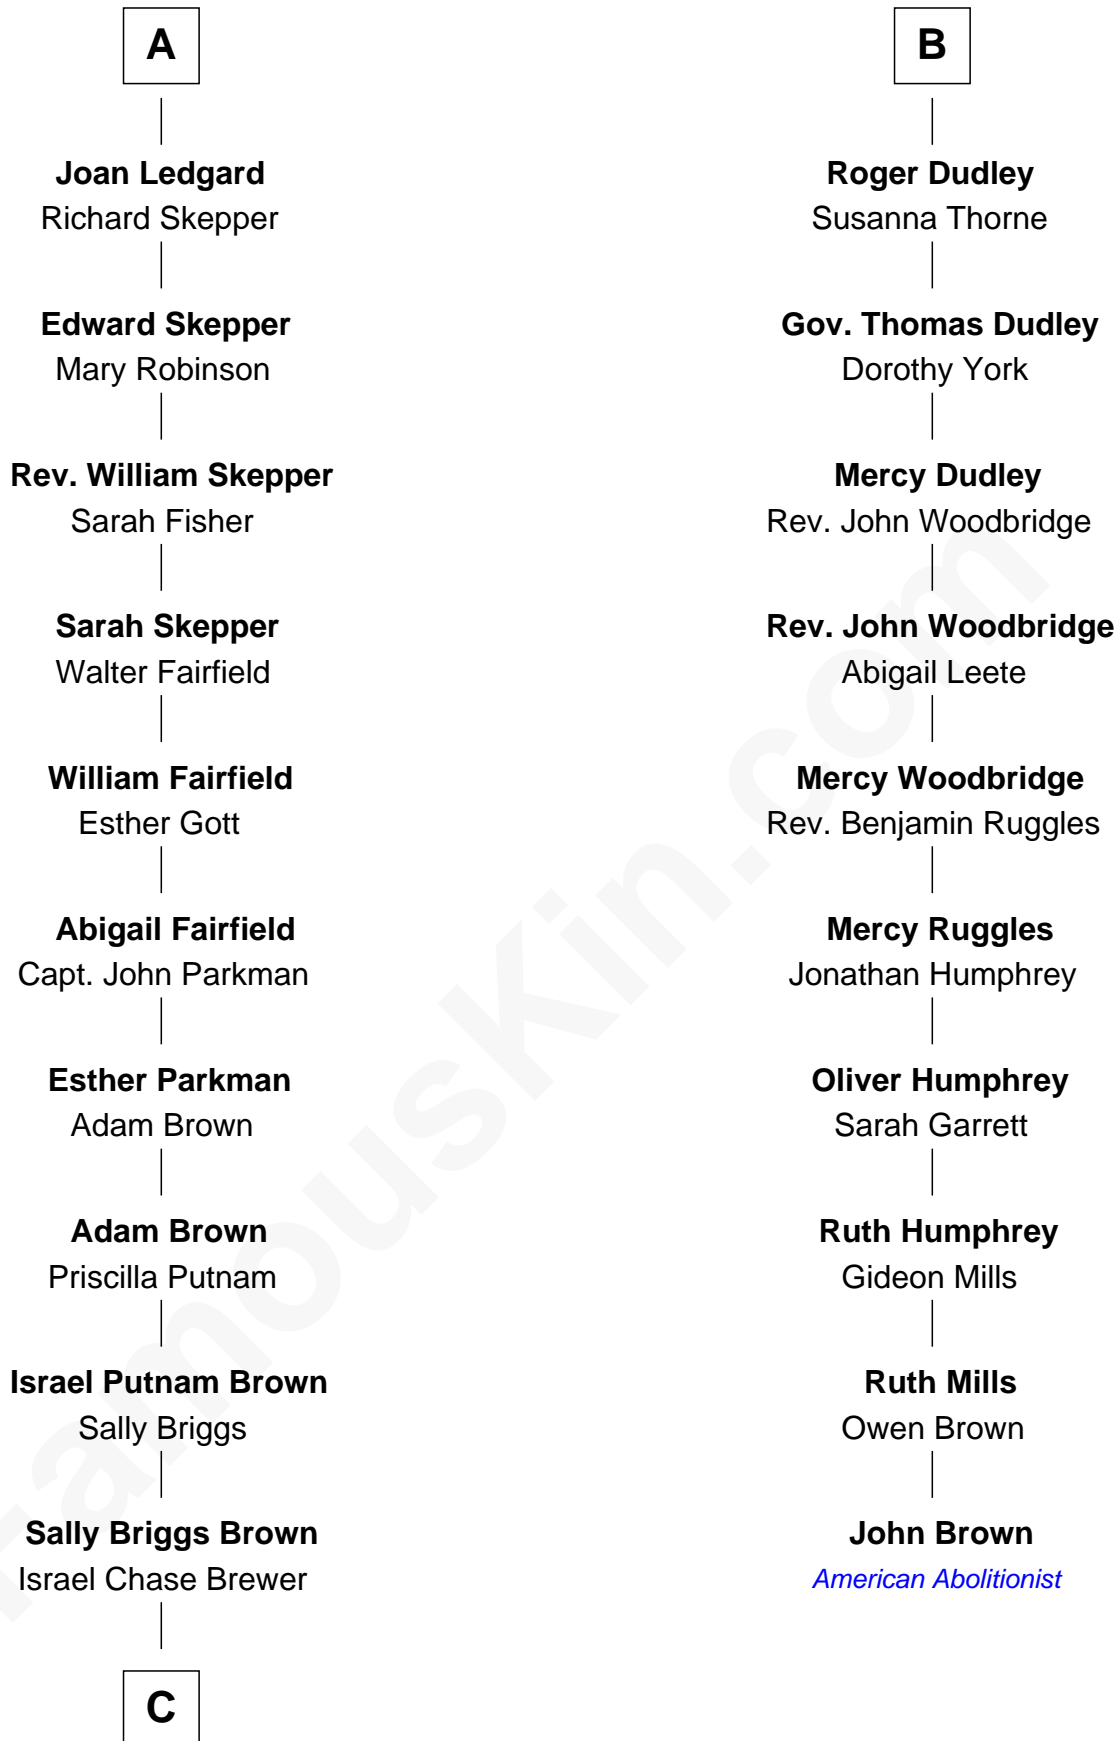 A
Joan Ledgard
Richard Skepper
Edward Skepper
Mary Robinson
Rev. William Skepper
Sarah Fisher
Sarah Skepper
Walter Fairfield
William Fairfield
Esther Gott
Abigail Fairfield
Capt. John Parkman
Esther Parkman
Adam Brown
Adam Brown
Priscilla Putnam
Israel Putnam Brown
Sally Briggs
Sally Briggs Brown
Israel Chase Brewer
C
B
Roger Dudley
Susanna Thorne
Gov. Thomas Dudley
Dorothy York
Mercy Dudley
Rev. John Woodbridge
Rev. John Woodbridge
Abigail Leete
Mercy Woodbridge
Rev. Benjamin Ruggles
Mercy Ruggles
Jonathan Humphrey
Oliver Humphrey
Sarah Garrett
Ruth Humphrey
Gideon Mills
Ruth Mills
Owen Brown
John Brown
American Abolitionist
FamousKin.com